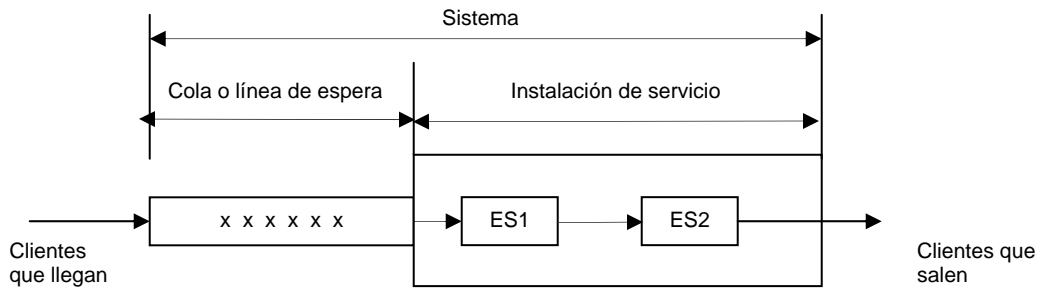 Sistema
Cola o línea de espera
Instalación de servicio
x x x x x x
ES1
ES2
Clientes
que llegan
Clientes que
salen